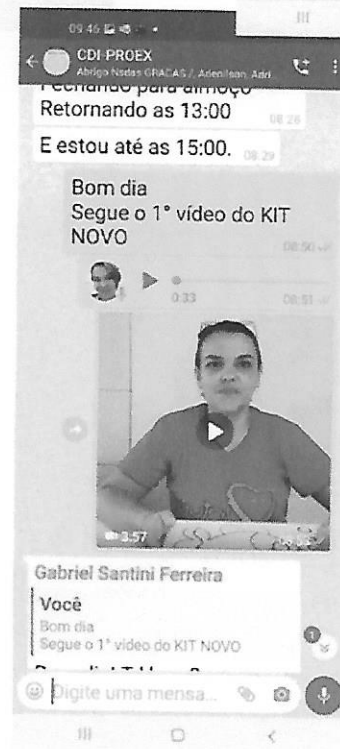 09:46
CDI-PROEX
Abrigo Nsdas GRAÇAS /, Adenilson, Adri
Fechando para almoço
Retornando as 13:00
08:28
E estou até as 15:00.
08:29
Bom dia
Segue o 1° vídeo do KIT
NOVO
08:50
0:33
08:51
3:57
Gabriel Santini Ferreira
Você
Bom dia
Segue o 1° vídeo do KIT NOVO
1
Digite uma mensa...